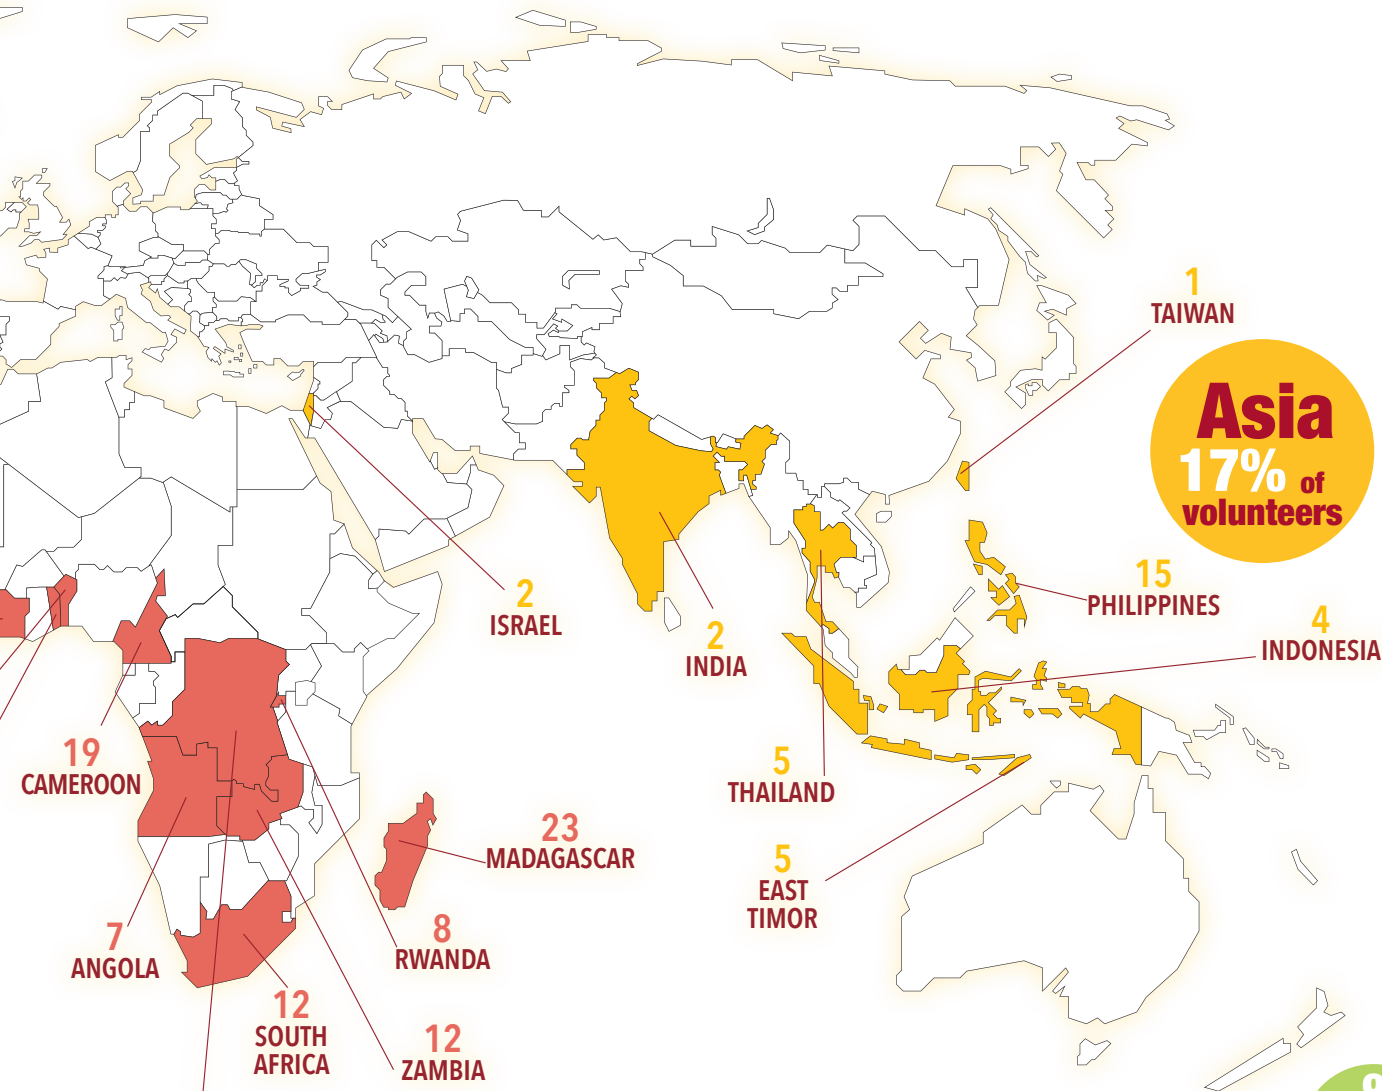 1
TAIWAN
Asia
17% of
volunteers
15
PHILIPPINES
4
INDONESIA
2
ISRAEL
2
INDIA
19
CAMEROON
5
THAILAND
23
MADAGASCAR
5
EAST
TIMOR
7
ANGOLA
8
RWANDA
12
SOUTH
AFRICA
12
ZAMBIA